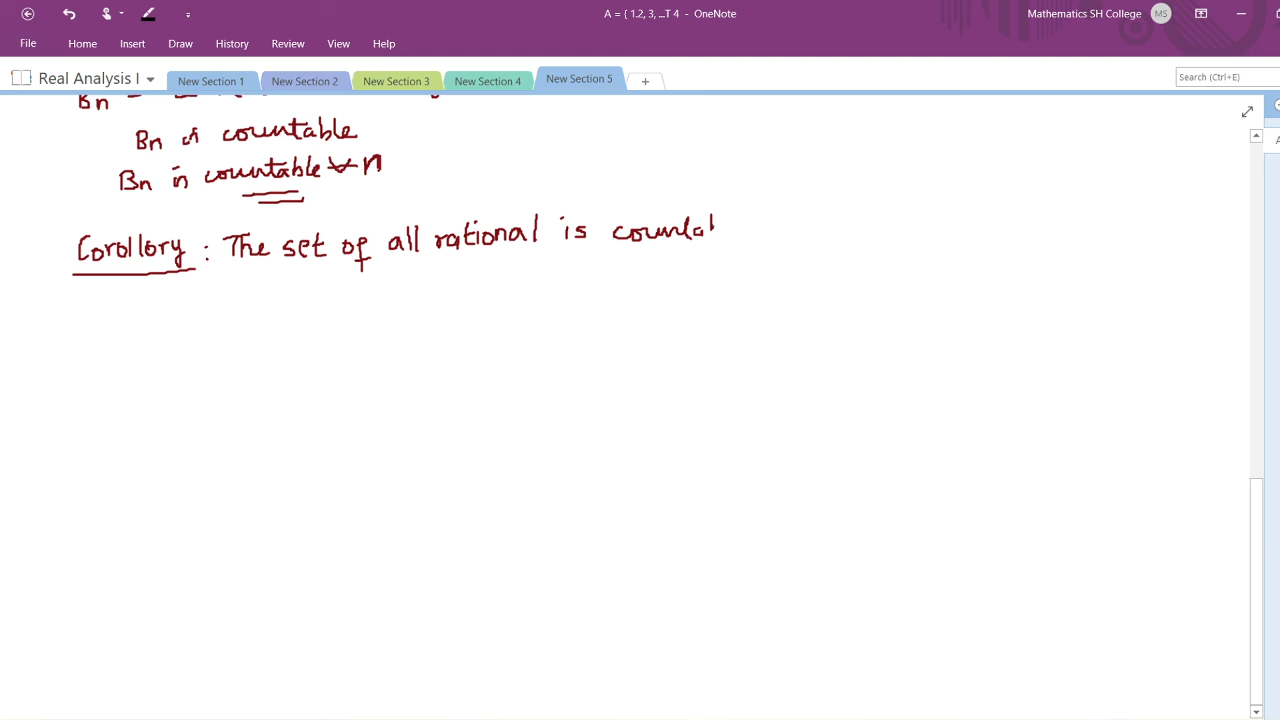 A = { 1.2, 3, ...T 4 - OneNote
Mathematics SH College MS
File Home Insert Draw History Review View Help
Real Analysis I New Section 1 New Section 2 New Section 3 New Section 4 New Section 5 + Search (Ctrl+E)
Bn
Bn is countable
Bn is countable ∀ n
Corollory : The set of all rational is countab